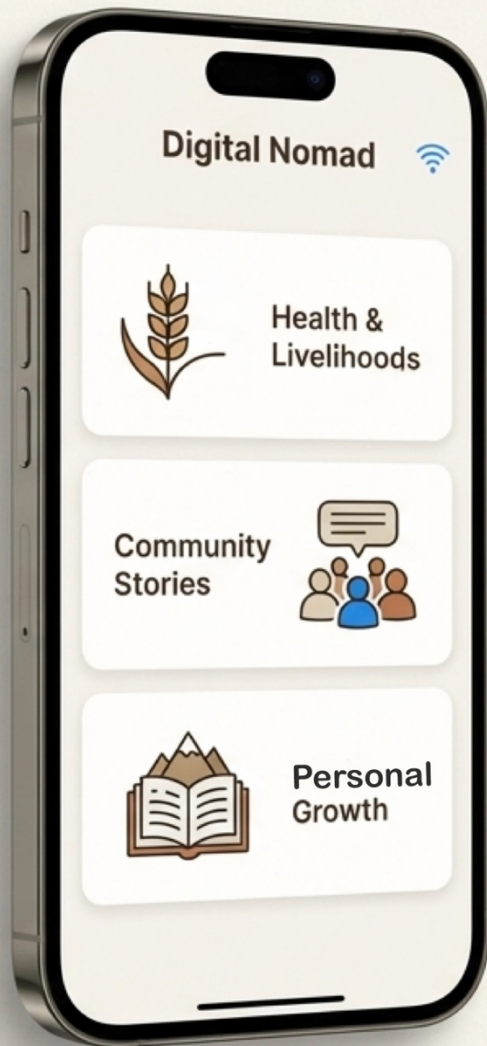 Digital Nomad
Health &
Livelihoods
Community
Stories
Personal
Growth